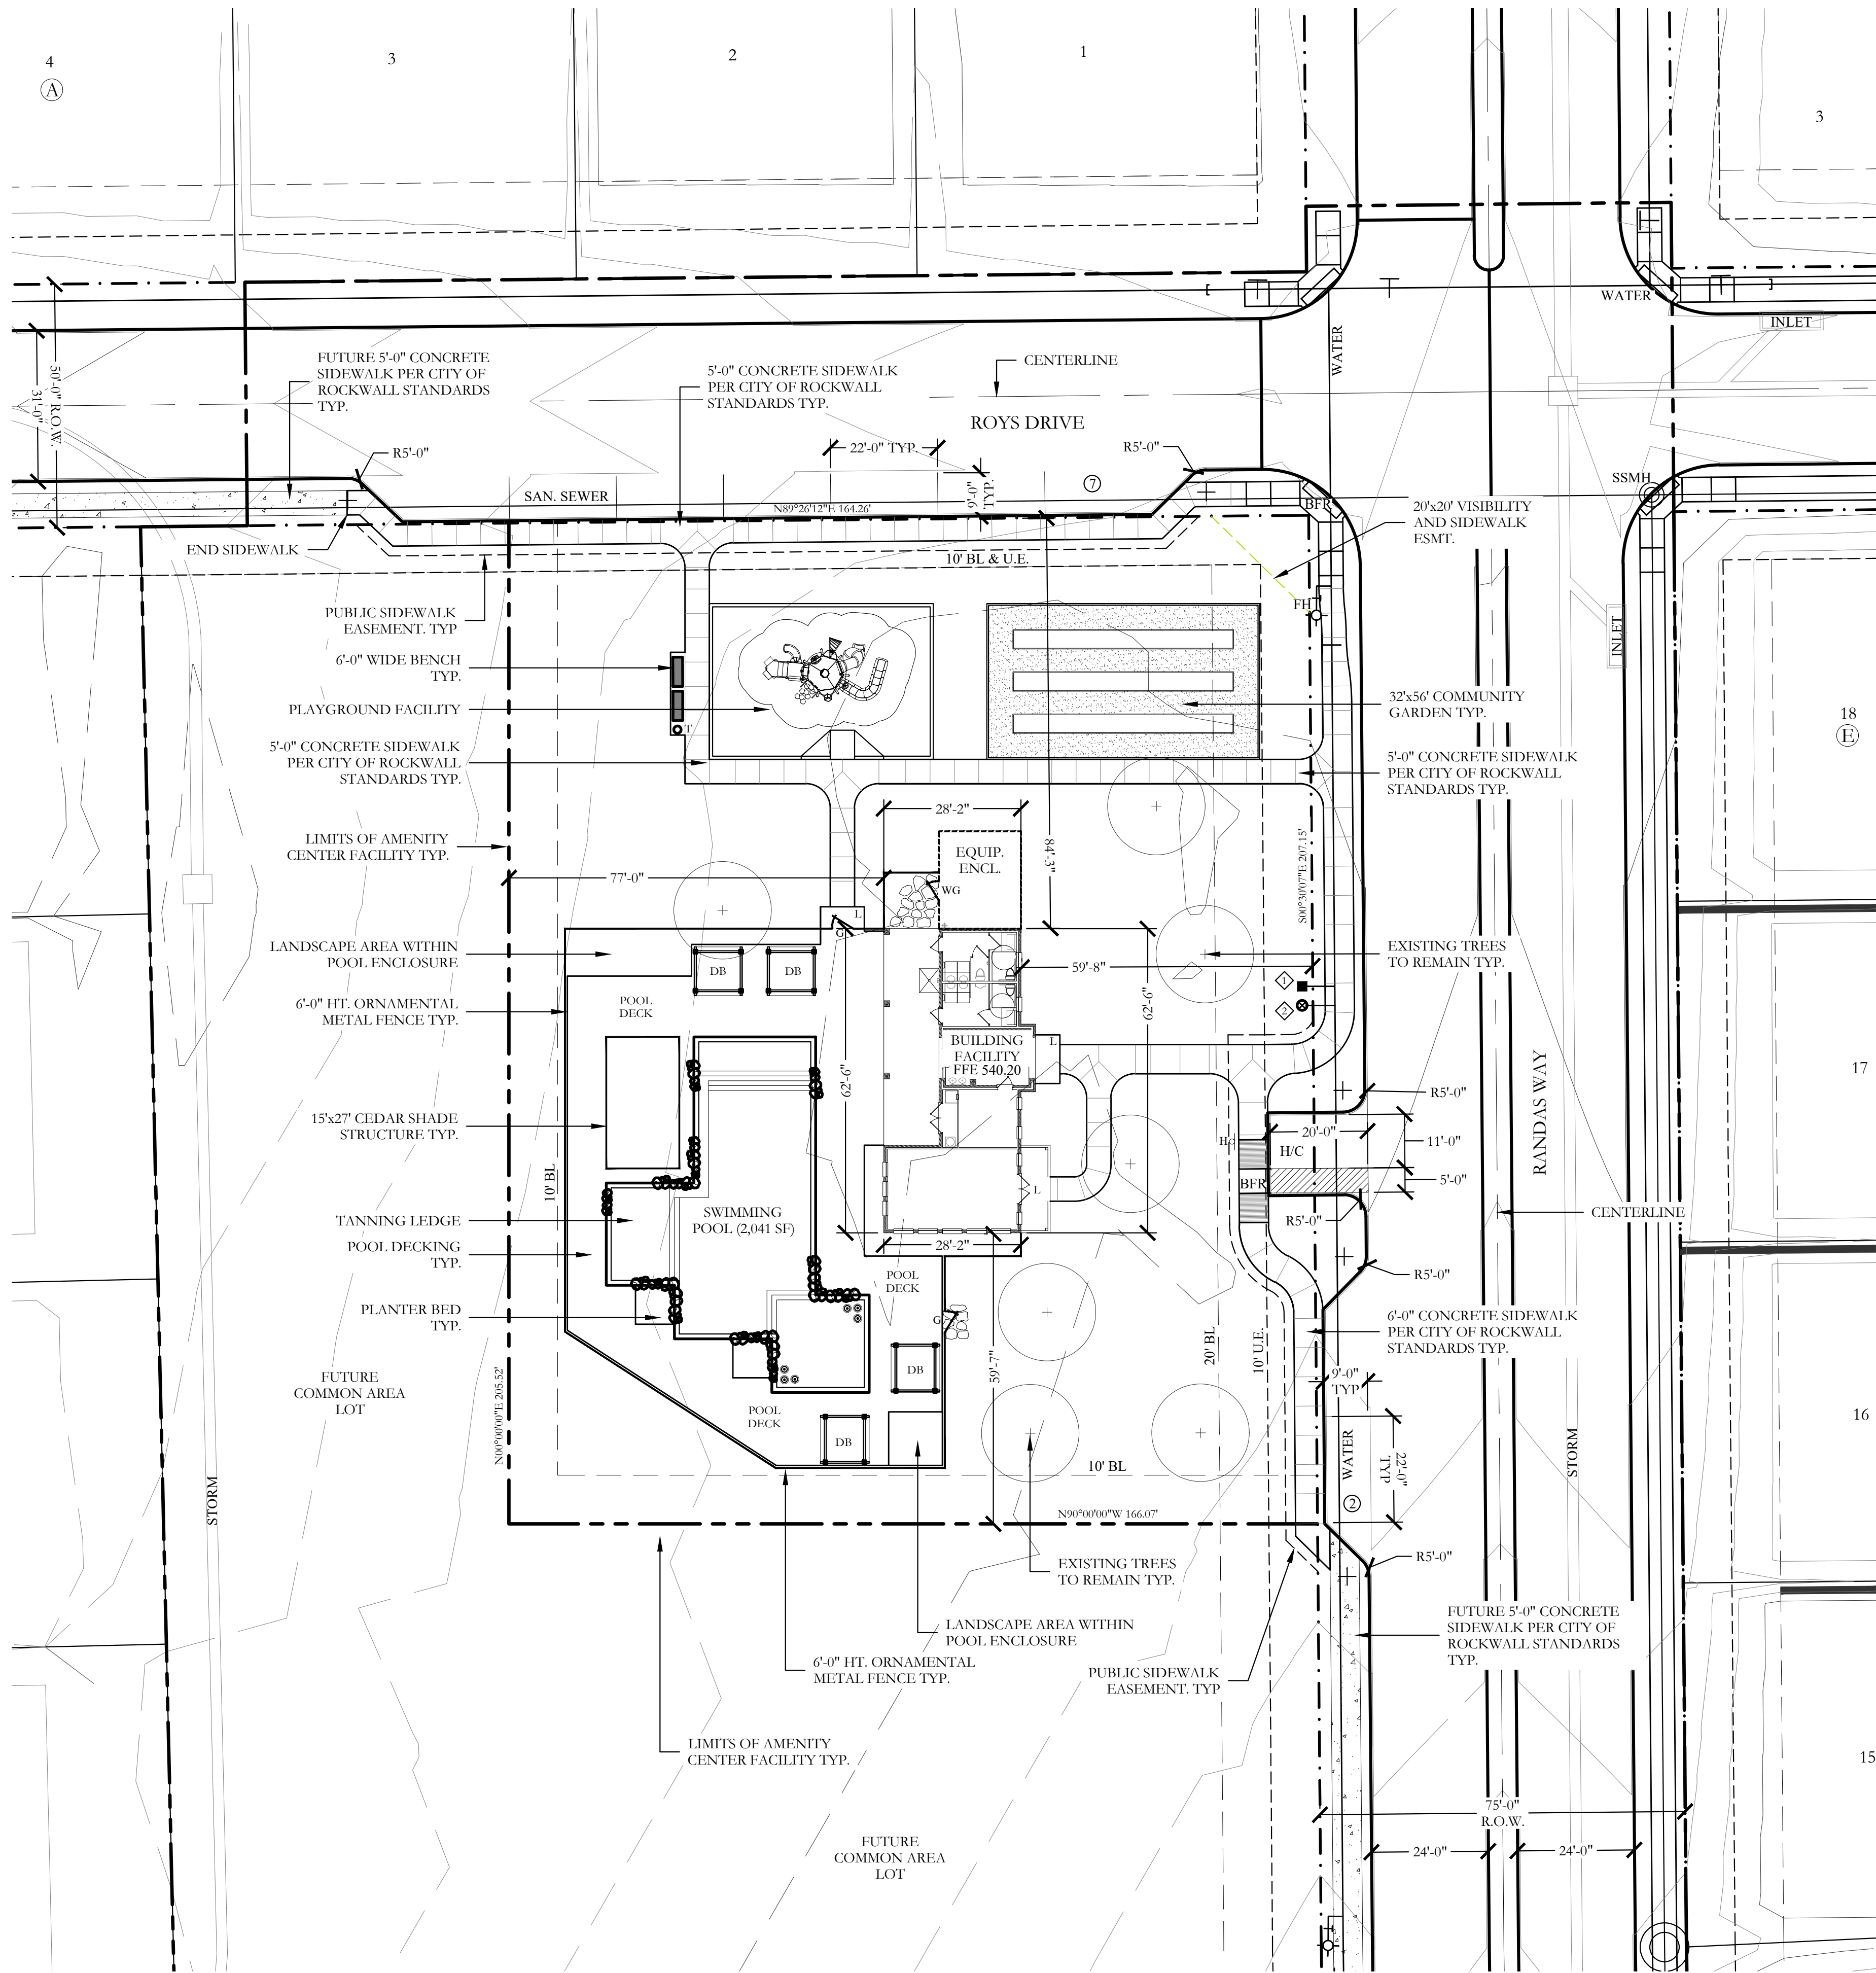 4
A
3
2
1
3
WATER
INLET
WATER
FUTURE 5'-0" CONCRETE
SIDEWALK PER CITY OF
ROCKWALL STANDARDS
TYP.
5'-0" CONCRETE SIDEWALK
PER CITY OF ROCKWALL
STANDARDS TYP.
CENTERLINE
50'-0" R.O.W.
31'-0"
ROYS DRIVE
R5'-0"
22'-0" TYP.
R5'-0"
9'-0"
TYP.
7
SSMH
SAN. SEWER
N89°26'12"E 164.26'
BFR
20'x20' VISIBILITY
AND SIDEWALK
ESMT.
END SIDEWALK
10' BL & U.E.
PUBLIC SIDEWALK
EASEMENT. TYP
FH
INLET
6'-0" WIDE BENCH
TYP.
PLAYGROUND FACILITY
T
32'x56' COMMUNITY
GARDEN TYP.
18
E
5'-0" CONCRETE SIDEWALK
PER CITY OF ROCKWALL
STANDARDS TYP.
5'-0" CONCRETE SIDEWALK
PER CITY OF ROCKWALL
STANDARDS TYP.
28'-2"
LIMITS OF AMENITY
CENTER FACILITY TYP.
84'-3"
EQUIP.
ENCL.
S00°30'07"E 207.15'
77'-0"
WG
L
G
LANDSCAPE AREA WITHIN
POOL ENCLOSURE
DB
DB
59'-8"
EXISTING TREES
TO REMAIN TYP.
1
2
62'-6"
6'-0" HT. ORNAMENTAL
METAL FENCE TYP.
POOL
DECK
BUILDING
FACILITY
FFE 540.20
L
62'-6"
17
RANDAS WAY
R5'-0"
15'x27' CEDAR SHADE
STRUCTURE TYP.
20'-0"
11'-0"
H/C
H
5'-0"
BFR
10' BL
L
TANNING LEDGE
SWIMMING
POOL (2,041 SF)
R5'-0"
CENTERLINE
POOL DECKING
TYP.
28'-2"
POOL
DECK
R5'-0"
PLANTER BED
TYP.
G
6'-0" CONCRETE SIDEWALK
PER CITY OF ROCKWALL
STANDARDS TYP.
20' BL
10' U.E.
59'-7"
DB
9'-0"
TYP
FUTURE
COMMON AREA
LOT
N00°00'00"E 205.52'
POOL
DECK
DB
16
WATER
22'-0"
TYP
STORM
STORM
10' BL
2
N90°00'00"W 166.07'
R5'-0"
EXISTING TREES
TO REMAIN TYP.
LANDSCAPE AREA WITHIN
POOL ENCLOSURE
FUTURE 5'-0" CONCRETE
SIDEWALK PER CITY OF
ROCKWALL STANDARDS
TYP.
6'-0" HT. ORNAMENTAL
METAL FENCE TYP.
PUBLIC SIDEWALK
EASEMENT. TYP
LIMITS OF AMENITY
CENTER FACILITY TYP.
15
75'-0"
R.O.W.
FUTURE
COMMON AREA
LOT
24'-0"
24'-0"